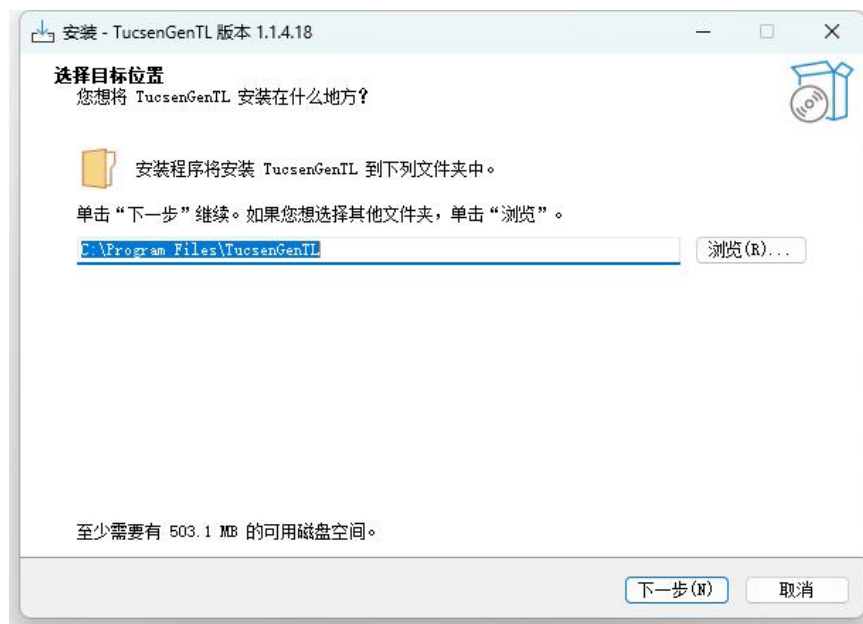 安装 - TucsenGenTL 版本 1.1.4.18
选择目标位置
您想将 TucsenGenTL 安装在什么地方?
安装程序将安装 TucsenGenTL 到下列文件夹中。
单击“下一步”继续。如果您想选择其他文件夹，单击“浏览”。
C:\Program Files\TucsenGenTL
浏览(R)...
至少需要有 503.1 MB 的可用磁盘空间。
下一步(N)
取消